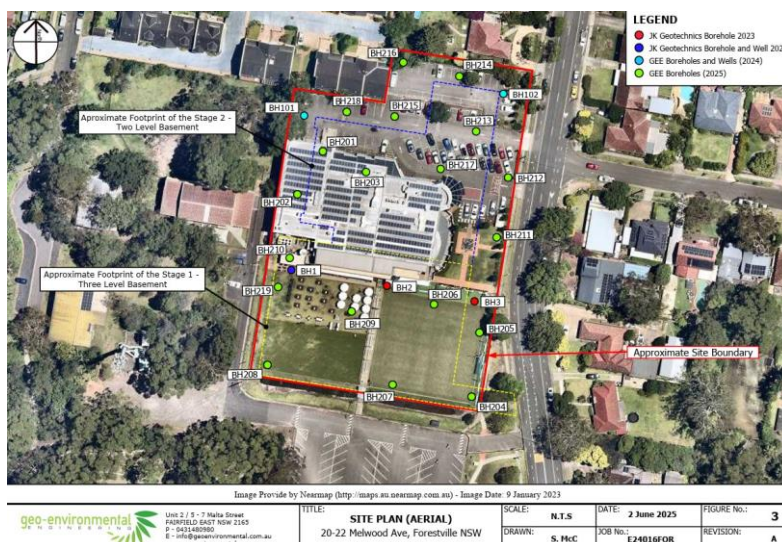 LEGEND
JK Geotechnics Borehole 2023
JK Geotechnics Borehole and Well 202
GEE Boreholes and Wells (2024)
GEE Boreholes (2025)
BH216
BH214
BH102
BH101
BH218
BH215
BH213
Aproximate Footprint of the Stage 2 -
Two Level Basement
BH201
BH203
BH217
BH212
BH202
BH211
BH210
BH1
Approximate Footprint of the Stage 1 -
Three Level Basement
BH219
BH2
BH206
BH3
BH209
BH205
Approximate Site Boundary
BH208
BH207
BH204
Image Provide by Nearmap (http://maps.au.nearmap.com.au) - Image Date: 9 January 2023
geo-environmental
ENGINEERING
Unit 2 / 5 - 7 Malta Street
FAIRFIELD EAST NSW 2165
P - 0431480980
E - info@geoenvironmental.com.au
TITLE:
SITE PLAN (AERIAL)
20-22 Melwood Ave, Forestville NSW
SCALE: N.T.S
DATE: 2 June 2025
FIGURE No.: 3
DRAWN: S. McC
JOB No.: E24016FOR
REVISION: A